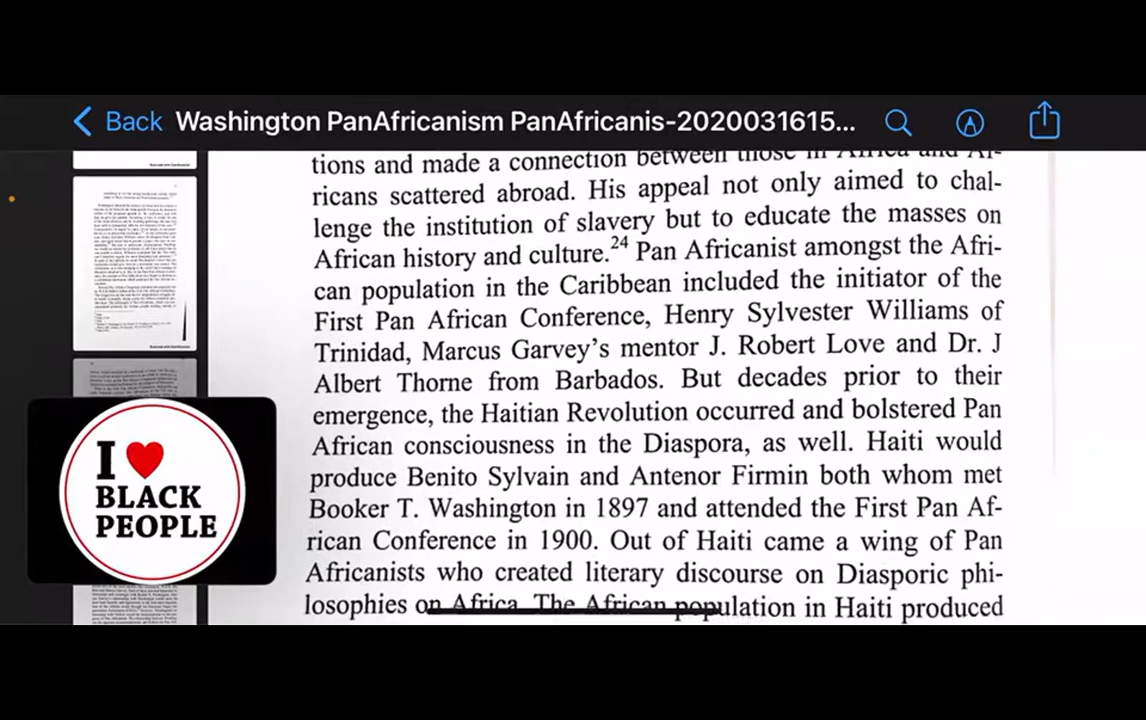 Back Washington PanAfricanism PanAfricanis-2020031615...
tions and made a connection between those in Africa and Af-
ricans scattered abroad. His appeal not only aimed to chal-
lenge the institution of slavery but to educate the masses on
African history and culture.24 Pan Africanist amongst the Afri-
can population in the Caribbean included the initiator of the
First Pan African Conference, Henry Sylvester Williams of
Trinidad, Marcus Garvey's mentor J. Robert Love and Dr. J
Albert Thorne from Barbados. But decades prior to their
emergence, the Haitian Revolution occurred and bolstered Pan
African consciousness in the Diaspora, as well. Haiti would
produce Benito Sylvain and Antenor Firmin both whom met
Booker T. Washington in 1897 and attended the First Pan Af-
rican Conference in 1900. Out of Haiti came a wing of Pan
Africanists who created literary discourse on Diasporic phi-
losophies on Africa. The African population in Haiti produced
I
BLACK
PEOPLE